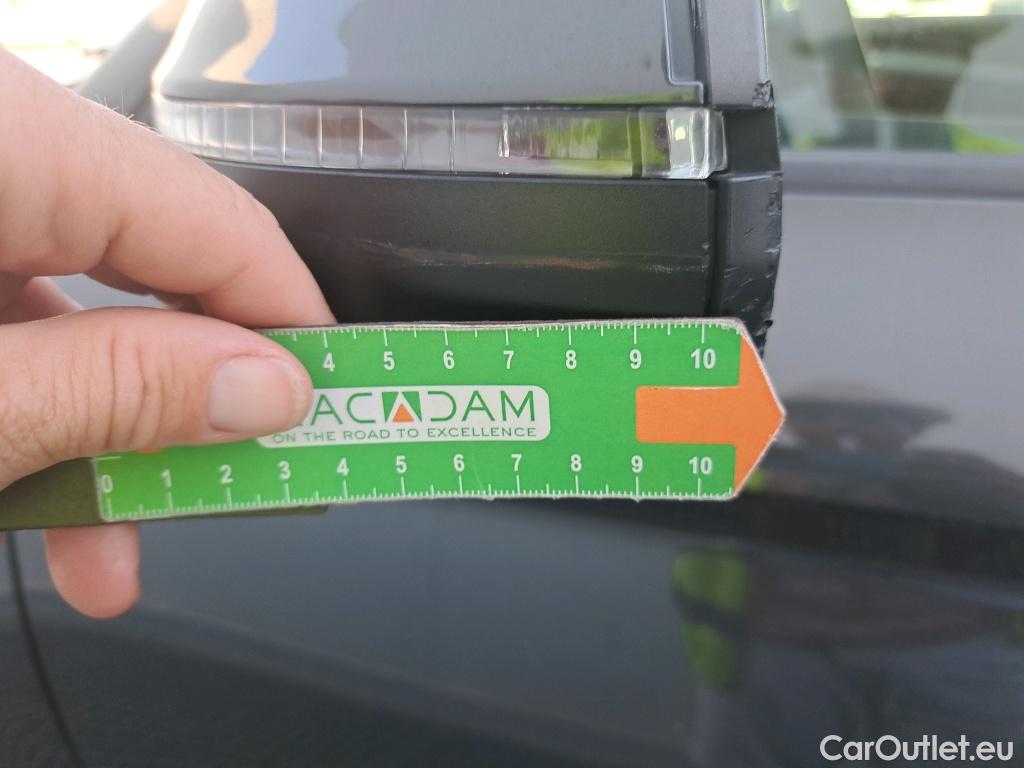 4 5 6 7 8 9 10
ACADAM
ON THE ROAD TO EXCELLENCE
0 1 2 3 4 5 6 7 8 9 10
CarOutlet.eu